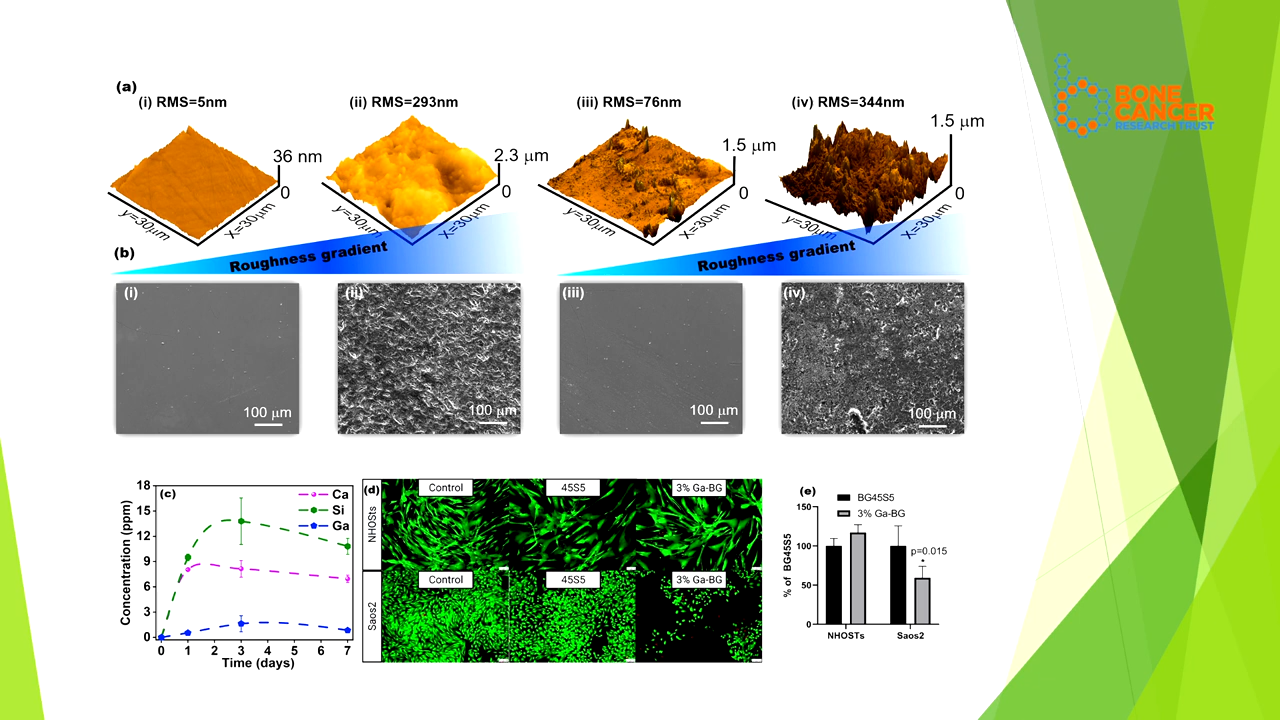 BONE
CANCER
RESEARCH TRUST
(a)
(i) RMS=5nm
(ii) RMS=293nm
(iii) RMS=76nm
(iv) RMS=344nm
36 nm
0
y=30μm
X=30μm
2.3 μm
0
y=30μm
X=30μm
1.5 μm
0
y=30μm
X=30μm
1.5 μm
0
y=30μm
X=30μm
Roughness gradient
Roughness gradient
(b)
(i)
100 μm
(ii)
100 μm
(iii)
100 μm
(iv)
100 μm
(c)
Concentration (ppm)
18
15
12
9
6
3
0
Ca
Si
Ga
0 1 2 3 4 5 6 7
Time (days)
(d)
NHOSTs
Control
45S5
3% Ga-BG
Saos2
Control
45S5
3% Ga-BG
(e)
BG45S5
3% Ga-BG
% of BG45S5
150
100
50
0
p=0.015
*
NHOSTs
Saos2